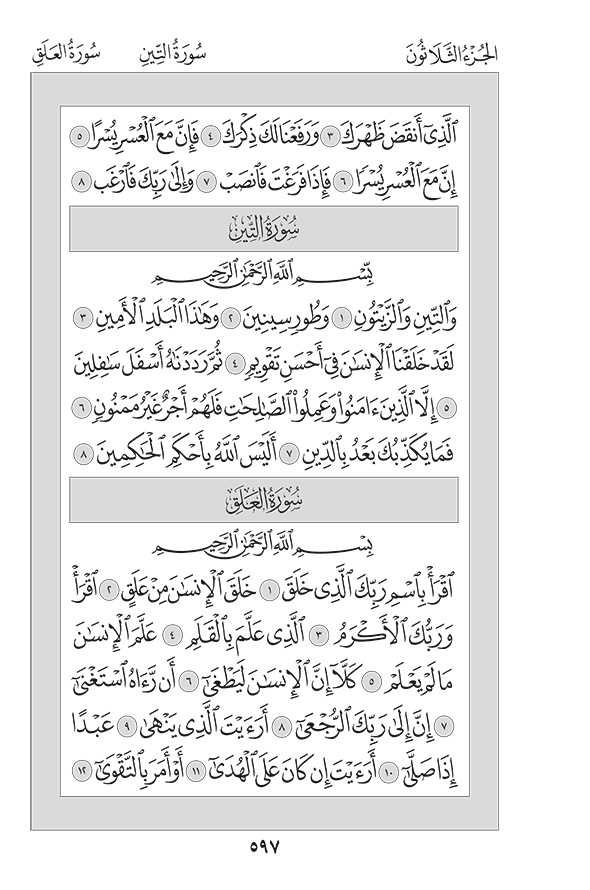 الجُزْءُ الثَّلَاثُونَ سُورَةُ التِّينِ سُورَةُ العَلَقِ
ٱلَّذِىٓ أَنقَضَ ظَهْرَكَ ٣ وَرَفَعْنَا لَكَ ذِكْرَكَ ٤ فَإِنَّ مَعَ ٱلْعُسْرِ يُسْرًا ٥
إِنَّ مَعَ ٱلْعُسْرِ يُسْرًا ٦ فَإِذَا فَرَغْتَ فَٱنصَبْ ٧ وَإِلَىٰ رَبِّكَ فَٱرْغَب ٨
سُورَةُ التِّينِ
بِسْمِ ٱللَّهِ ٱلرَّحْمَٰنِ ٱلرَّحِيمِ
وَٱلتِّينِ وَٱلزَّيْتُونِ ١ وَطُورِ سِينِينَ ٢ وَهَٰذَا ٱلْبَلَدِ ٱلْأَمِينِ ٣
لَقَدْ خَلَقْنَا ٱلْإِنسَٰنَ فِىٓ أَحْسَنِ تَقْوِيمٍ ٤ ثُمَّ رَدَدْنَٰهُ أَسْفَلَ سَٰفِلِينَ
٥ إِلَّا ٱلَّذِينَ ءَامَنُوا۟ وَعَمِلُوا۟ ٱلصَّٰلِحَٰتِ فَلَهُمْ أَجْرٌ غَيْرُ مَمْنُونٍ ٦
فَمَا يُكَذِّبُكَ بَعْدُ بِٱلدِّينِ ٧ أَلَيْسَ ٱللَّهُ بِأَحْكَمِ ٱلْحَٰكِمِينَ ٨
سُورَةُ العَلَقِ
بِسْمِ ٱللَّهِ ٱلرَّحْمَٰنِ ٱلرَّحِيمِ
ٱقْرَأْ بِٱسْمِ رَبِّكَ ٱلَّذِى خَلَقَ ١ خَلَقَ ٱلْإِنسَٰنَ مِنْ عَلَقٍ ٢ ٱقْرَأْ
وَرَبُّكَ ٱلْأَكْرَمُ ٣ ٱلَّذِى عَلَّمَ بِٱلْقَلَمِ ٤ عَلَّمَ ٱلْإِنسَٰنَ
مَا لَمْ يَعْلَمْ ٥ كَلَّآ إِنَّ ٱلْإِنسَٰنَ لَيَطْغَىٰٓ ٦ أَن رَّءَاهُ ٱسْتَغْنَىٰٓ
٧ إِنَّ إِلَىٰ رَبِّكَ ٱلرُّجْعَىٰٓ ٨ أَرَءَيْتَ ٱلَّذِى يَنْهَىٰ ٩ عَبْدًا
إِذَا صَلَّىٰٓ ١٠ أَرَءَيْتَ إِن كَانَ عَلَى ٱلْهُدَىٰٓ ١١ أَوْ أَمَرَ بِٱلتَّقْوَىٰٓ ١٢
٥٩٧